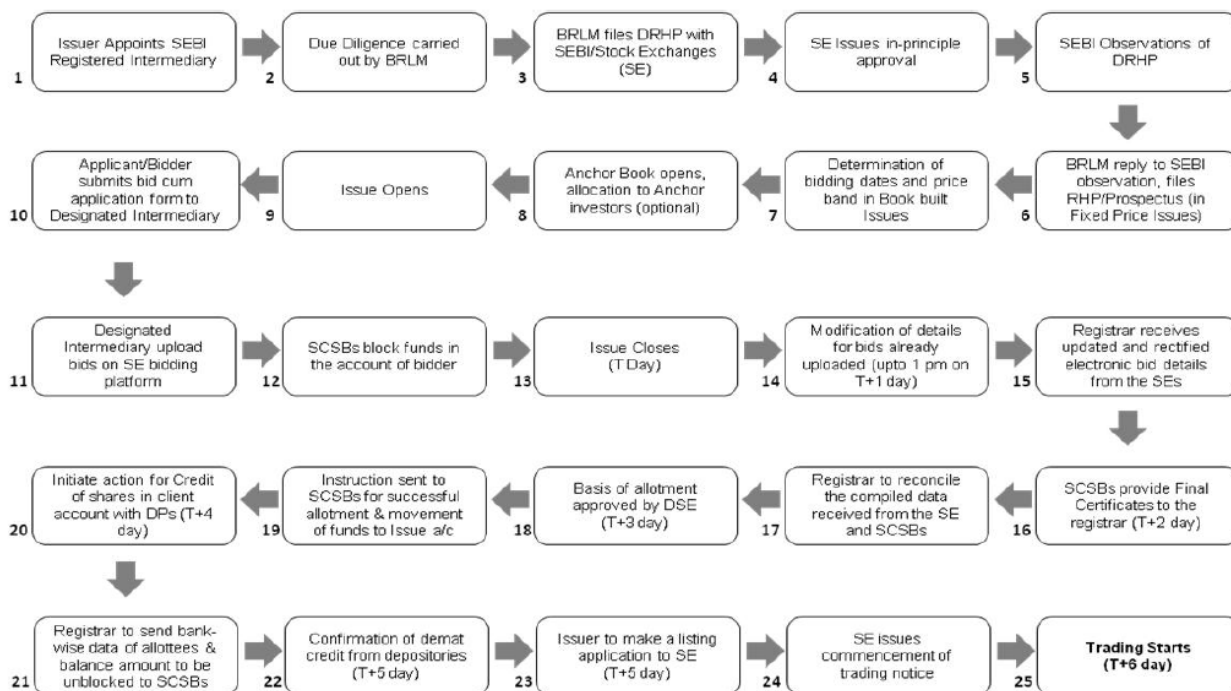 Issuer Appoints SEBI
Registered Intermediary
1
Due Diligence carried
out by BRLM
2
BRLM files DRHP with
SEBI/Stock Exchanges
(SE)
3
SE Issues in-principle
approval
4
SEBI Observations of
DRHP
5
BRLM reply to SEBI
observation, files
RHP/Prospectus (in
Fixed Price Issues)
6
Determination of
bidding dates and price
band in Book built
Issues
7
Anchor Book opens,
allocation to Anchor
investors (optional)
8
Issue Opens
9
Applicant/Bidder
submits bid cum
application form to
Designated Intermediary
10
Designated
Intermediary upload
bids on SE bidding
platform
11
SCSBs block funds in
the account of bidder
12
Issue Closes
(T Day)
13
Modification of details
for bids already
uploaded (upto 1 pm on
T+1 day)
14
Registrar receives
updated and rectified
electronic bid details
from the SEs
15
SCSBs provide Final
Certificates to the
registrar (T+2 day)
16
Registrar to reconcile
the compiled data
received from the SE
and SCSBs
17
Basis of allotment
approved by DSE
(T+3 day)
18
Instruction sent to
SCSBs for successful
allotment & movement
of funds to Issue a/c
19
Initiate action for Credit
of shares in client
account with DPs (T+4
day)
20
Registrar to send bank-
wise data of allottees &
balance amount to be
unblocked to SCSBs
21
Confirmation of demat
credit from depositories
(T+5 day)
22
Issuer to make a listing
application to SE
(T+5 day)
23
SE issues
commencement of
trading notice
24
Trading Starts
(T+6 day)
25